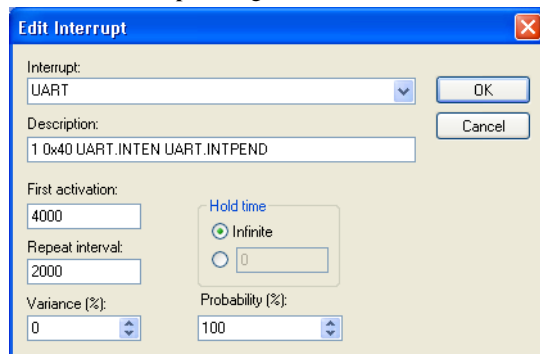 Edit Interrupt
Interrupt:
UART
OK
Description:
Cancel
1 0x40 UART.INTEN UART.INTPEND
First activation:
4000
Hold time
Infinite
Repeat interval:
0
2000
Variance (%):
Probability (%):
0
100